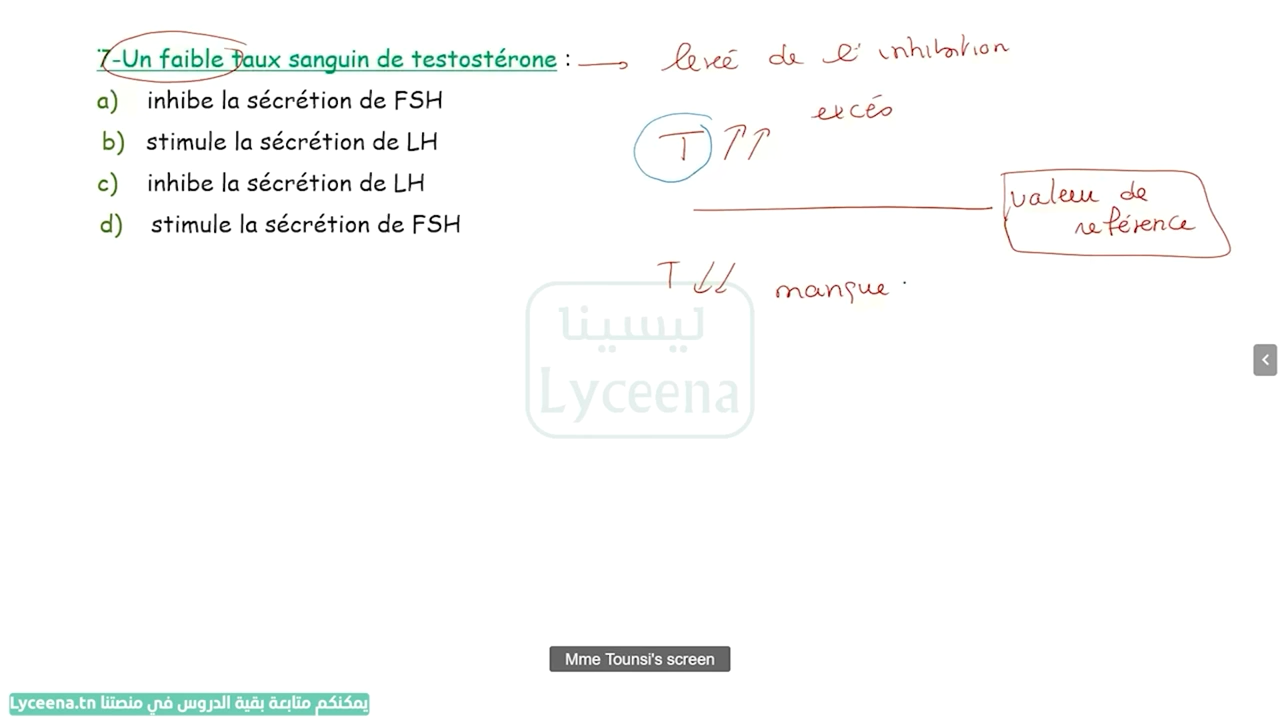 7-Un faible Taux sanguin de testostérone : → levée de l'inhibition
a) inhibe la sécrétion de FSH
excés
b) stimule la sécrétion de LH
T ↑↑
c) inhibe la sécrétion de LH
valeur de
référence
d) stimule la sécrétion de FSH
T ↓↓ manque
ليسينا
Lyceena
Mme Tounsi's screen
يمكنكم متابعة بقية الدروس في منصتنا Lyceena.tn